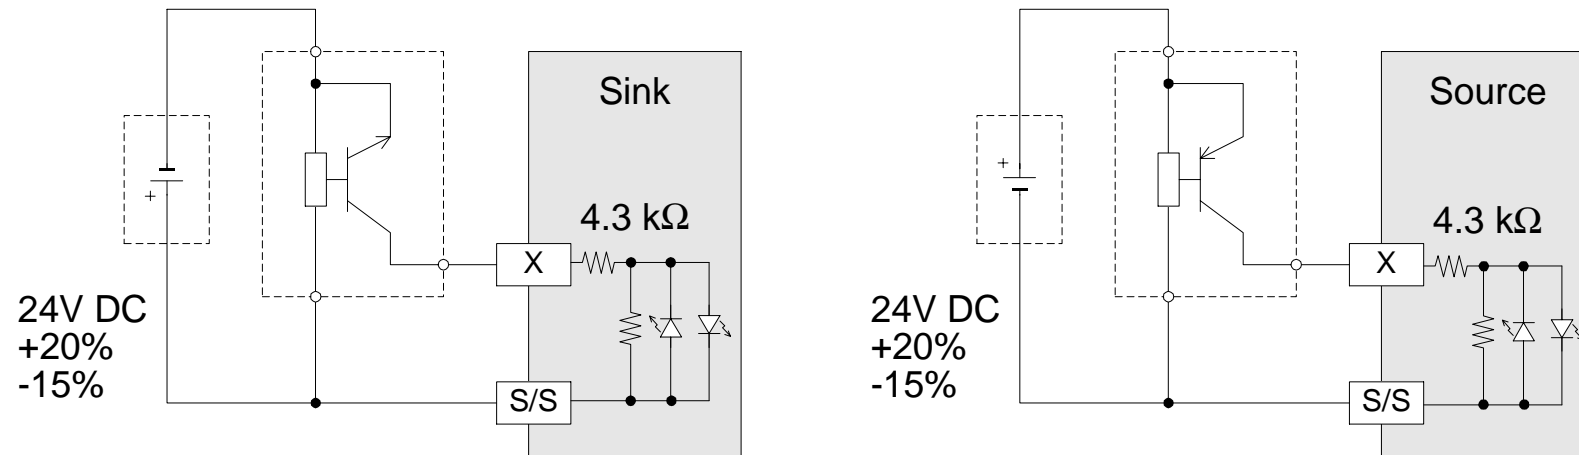 Sink
+
4.3 kΩ
X
24V DC
+20%
-15%
S/S
Source
+
4.3 kΩ
X
24V DC
+20%
-15%
S/S